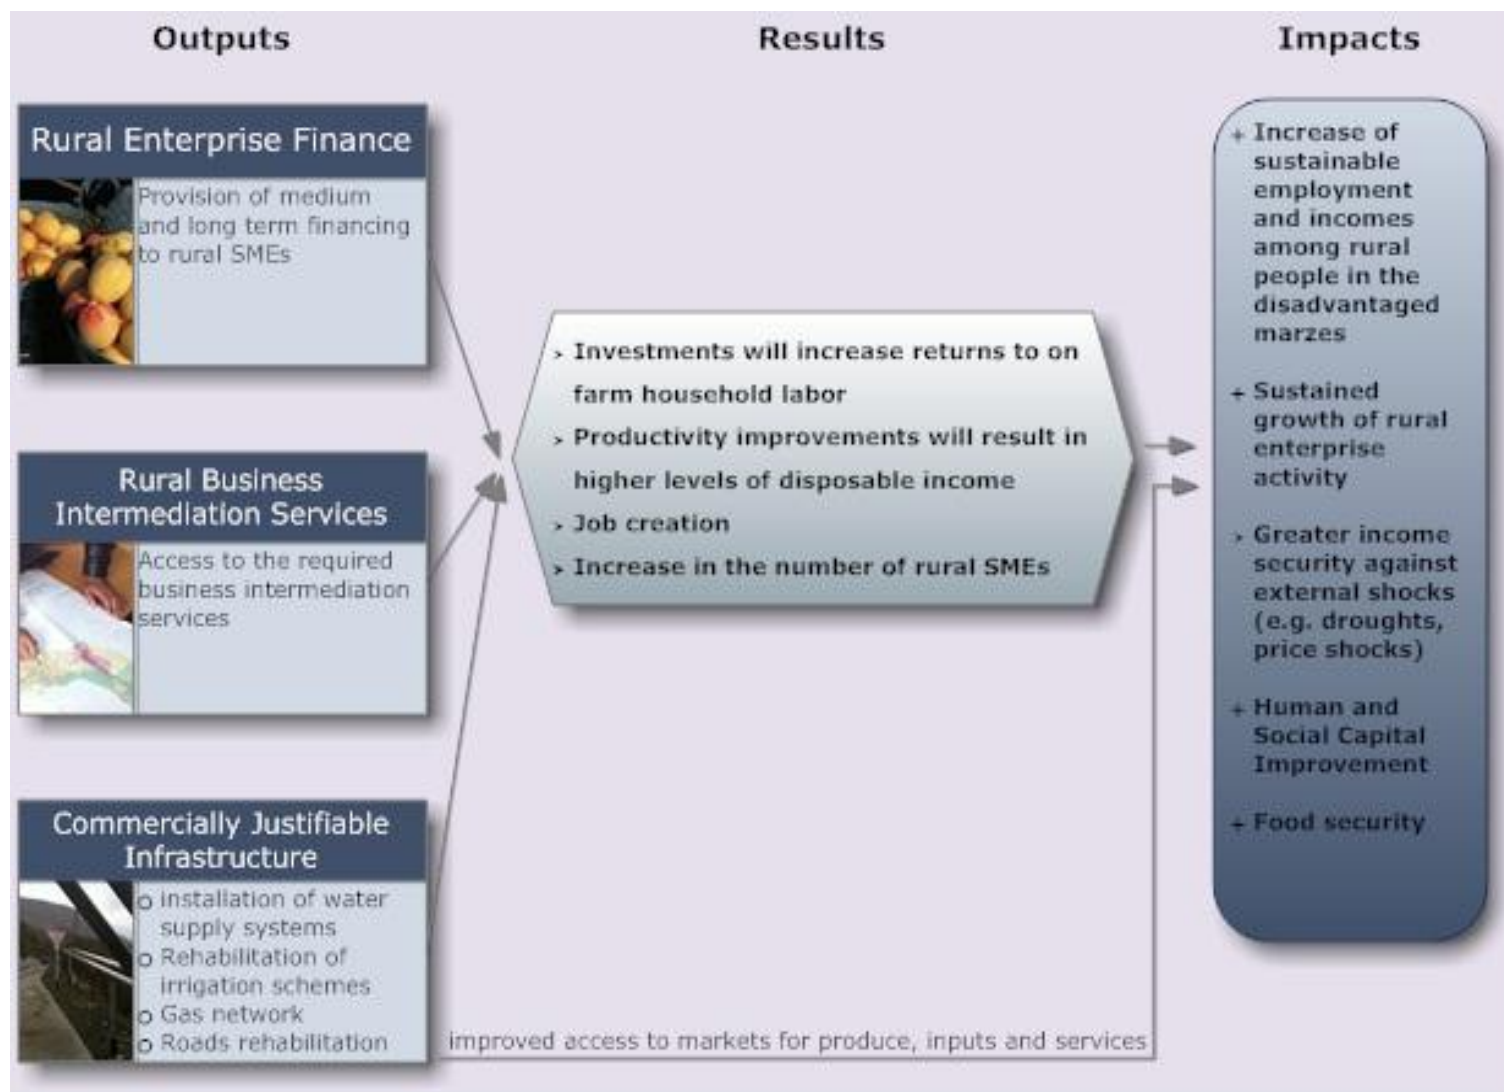 Outputs
Results
Impacts
Rural Enterprise Finance
Provision of medium
and long term financing
to rural SMEs
Rural Business
Intermediation Services
Access to the required
business intermediation
services
Commercially Justifiable
Infrastructure
o installation of water
supply systems
o Rehabilitation of
irrigation schemes
o Gas network
o Roads rehabilitation
improved access to markets for produce, inputs and services
> Investments will increase returns to on
farm household labor
> Productivity improvements will result in
higher levels of disposable income
> Job creation
> Increase in the number of rural SMEs
+ Increase of
sustainable
employment
and incomes
among rural
people in the
disadvantaged
marzes
+ Sustained
growth of rural
enterprise
activity
> Greater income
security against
external shocks
(e.g. droughts,
price shocks)
+ Human and
Social Capital
Improvement
+ Food security